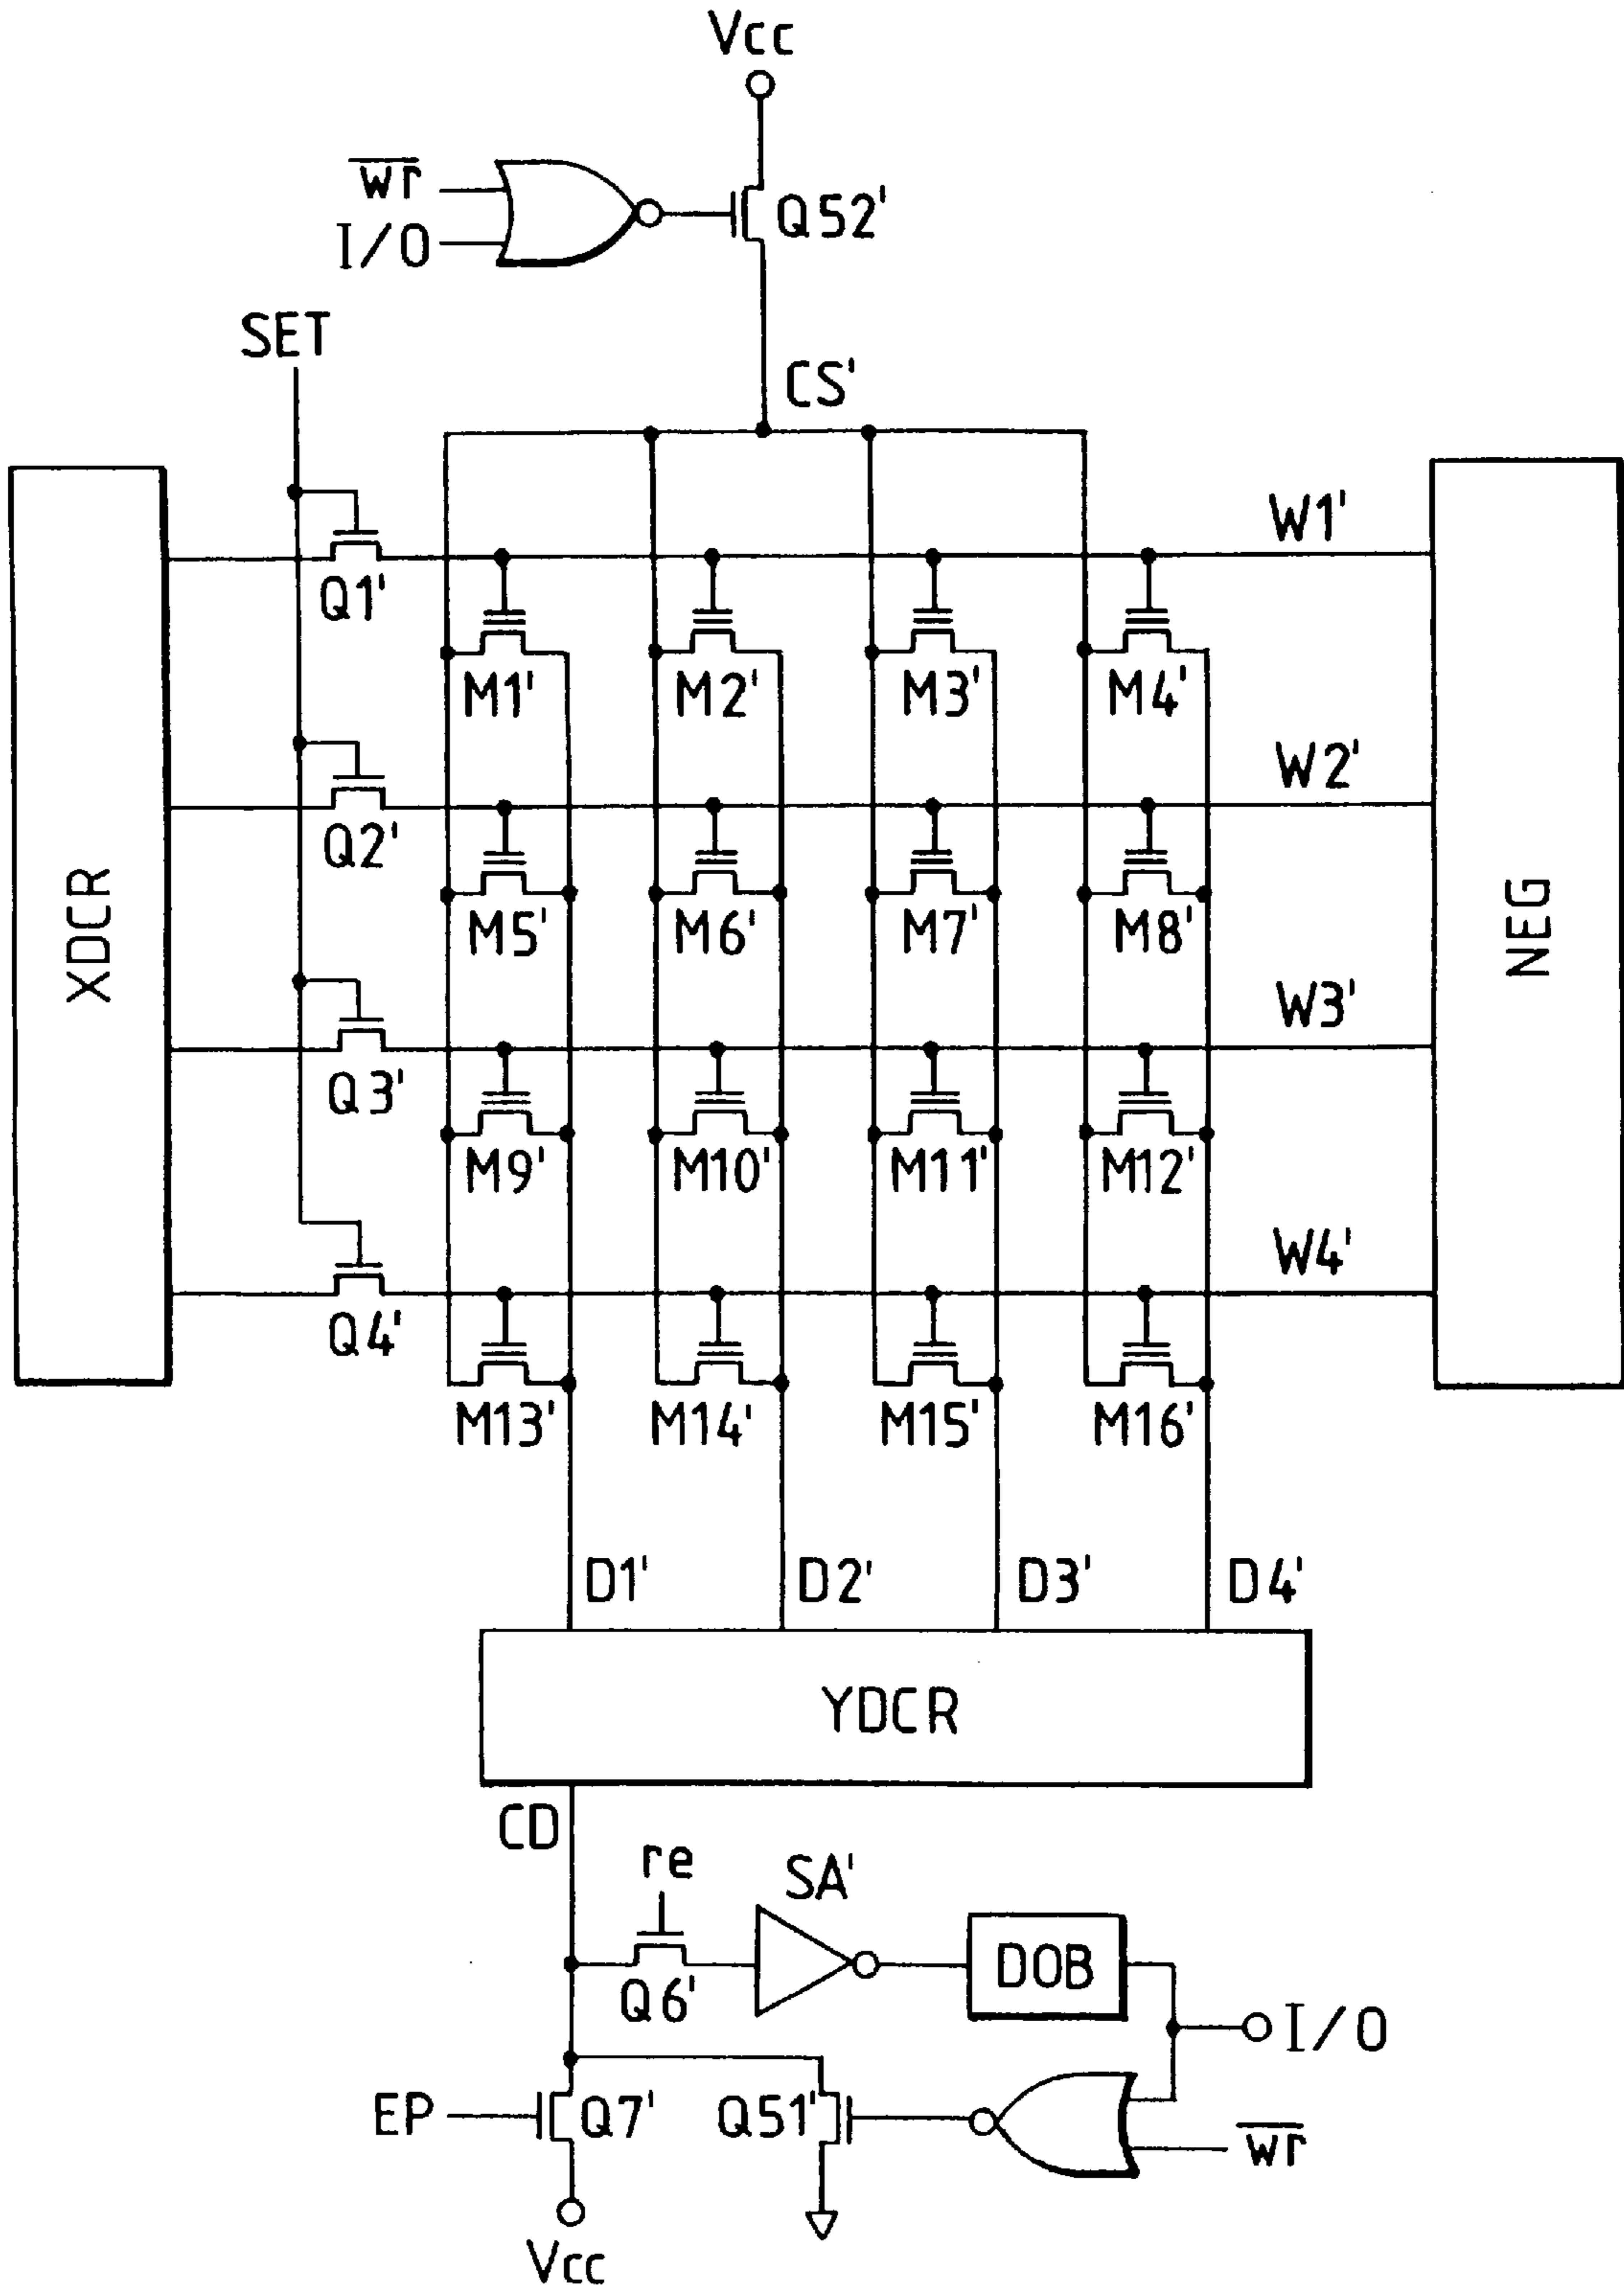 Vcc
w̅r̅
I/O
Q52'
SET
CS'
W1'
Q1'
M1' M2' M3' M4'
W2'
Q2'
XDCR
M5' M6' M7' M8'
NEG
W3'
Q3'
M9' M10' M11' M12'
W4'
Q4'
M13' M14' M15' M16'
D1' D2' D3' D4'
YDCR
CD
re
SA'
DOB
Q6'
I/O
EP
Q7'
Q51'
w̅r̅
Vcc